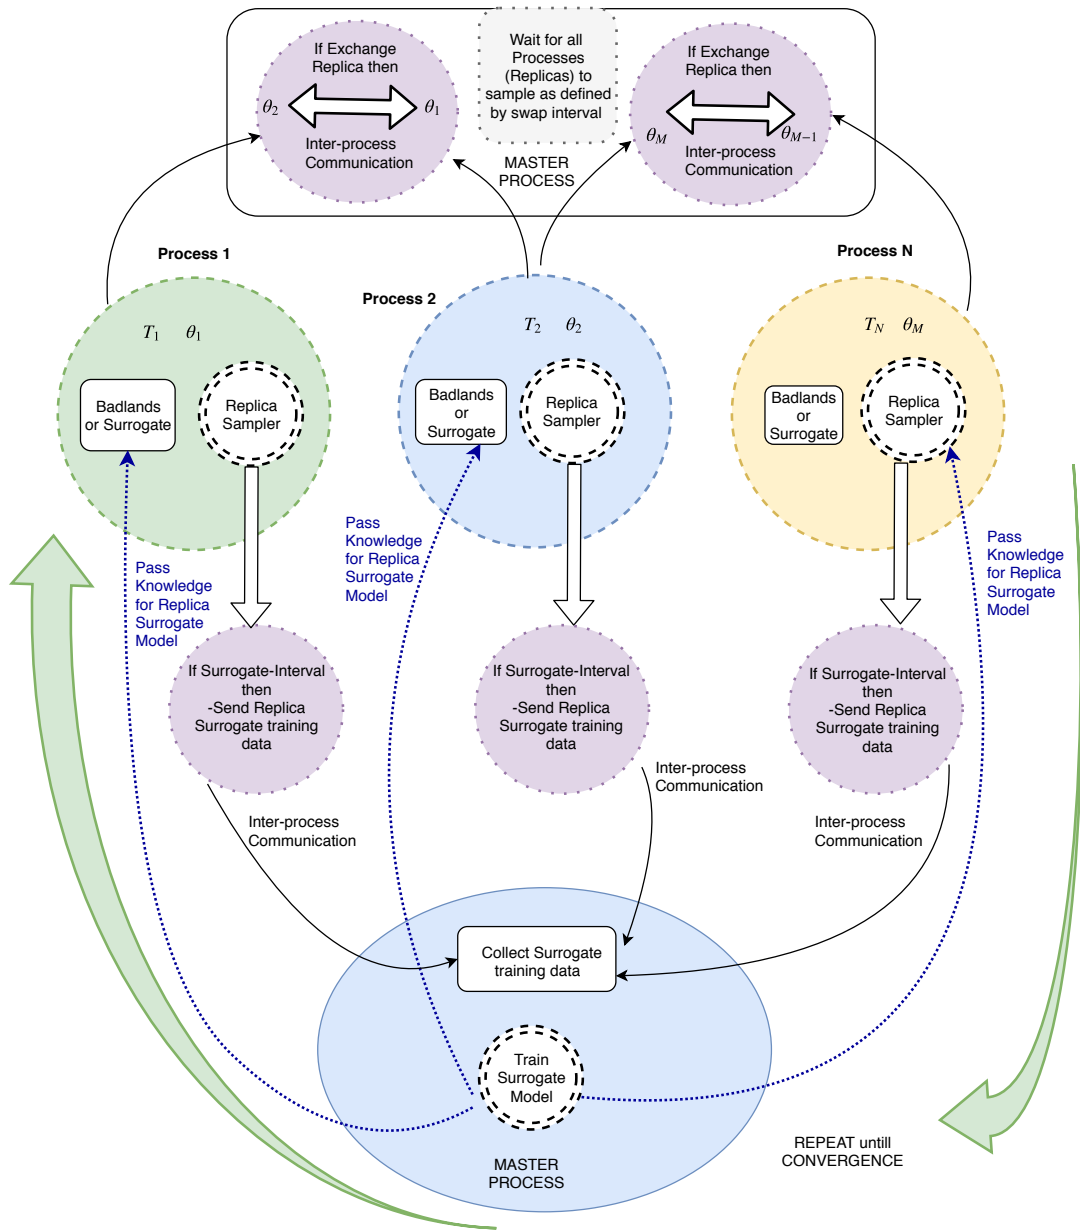 If Exchange
Replica then
θ2
θ1
Inter-process
Communication
Wait for all
Processes
(Replicas) to
sample as defined
by swap interval
MASTER
PROCESS
If Exchange
Replica then
θM
θM−1
Inter-process
Communication
Process 1
T1 θ1
Badlands
or Surrogate
Replica
Sampler
Process 2
T2 θ2
Badlands
or
Surrogate
Replica
Sampler
Process N
TN θM
Badlands
or
Surrogate
Replica
Sampler
Pass
Knowledge
for Replica
Surrogate
Model
Pass
Knowledge
for Replica
Surrogate
Model
Pass
Knowledge
for Replica
Surrogate
Model
If Surrogate-Interval
then
-Send Replica
Surrogate training
data
If Surrogate-Interval
then
-Send Replica
Surrogate training
data
If Surrogate-Interval
then
-Send Replica
Surrogate training
data
Inter-process
Communication
Inter-process
Communication
Inter-process
Communication
Collect Surrogate
training data
Train
Surrogate
Model
MASTER
PROCESS
REPEAT untill
CONVERGENCE